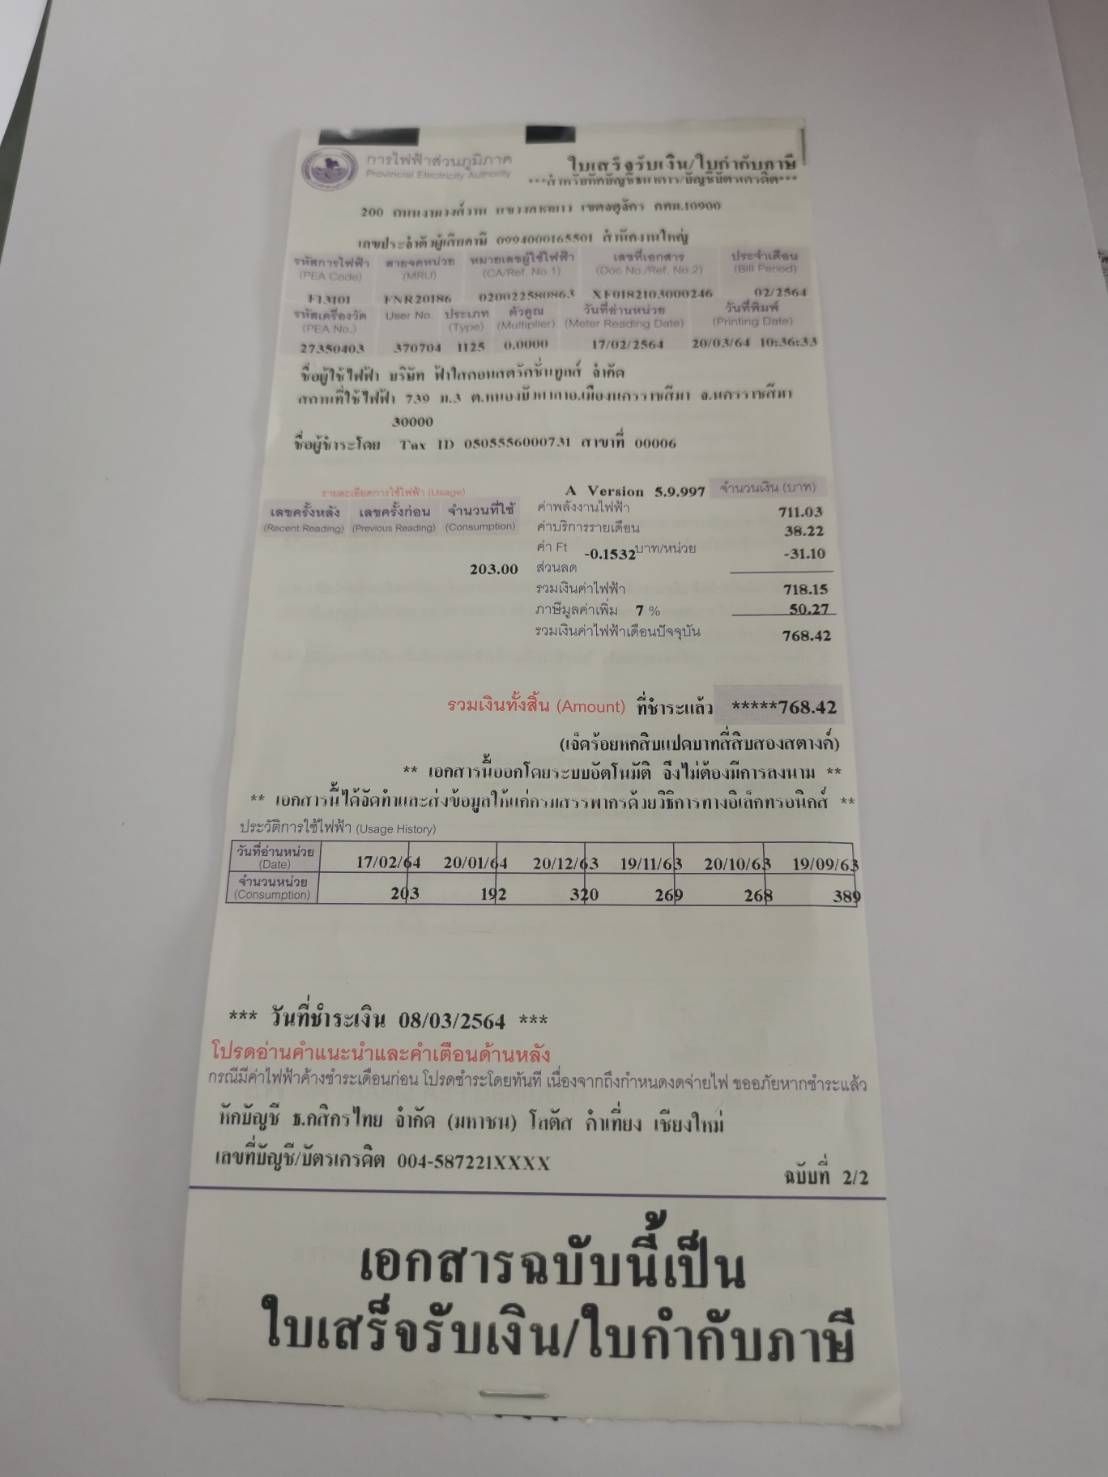 การไฟฟ้าส่วนภูมิภาค
Provincial Electricity Authority
ใบเสร็จรับเงิน/ใบกำกับภาษี
***สำหรับหักบัญชีธนาคาร/บัญชีบัตรเครดิต***
200 ถนนงามวงศ์วาน แขวงลาดยาว เขตจตุจักร กทม.10900
เลขประจำตัวผู้เสียภาษี 0994000165501 สำนักงานใหญ่
รหัสการไฟฟ้า สายจดหน่วย หมายเลขผู้ใช้ไฟฟ้า เลขที่เอกสาร ประจำเดือน
(PEA Code) (MRU) (CA/Ref. No.1) (Doc No./Ref. No.2) (Bill Period)
F13101 FNR20186 020022580863 XF0182103000246 02/2564
รหัสเครื่องวัด User No. ประเภท ตัวคูณ วันที่อ่านหน่วย วันที่พิมพ์
(PEA No.) (Type) (Multiplier) (Meter Reading Date) (Printing Date)
27350403 370704 1125 0.0000 17/02/2564 20/03/64 10:36:33
ชื่อผู้ใช้ไฟฟ้า บริษัท ฟ้าใสคอนสตรัคชั่นทูลส์ จำกัด
สถานที่ใช้ไฟฟ้า 739 ม.3 ต.หนองบัวศาลาอ.เมืองนครราชสีมา จ.นครราชสีมา
30000
ชื่อผู้ชำระโดย Tax ID 0505556000731 สาขาที่ 00006
รายละเอียดการใช้ไฟฟ้า (Usage) A Version 5.9.997 จำนวนเงิน (บาท)
เลขครั้งหลัง เลขครั้งก่อน จำนวนที่ใช้ ค่าพลังงานไฟฟ้า 711.03
(Recent Reading) (Previous Reading) (Consumption) ค่าบริการรายเดือน 38.22
ค่า Ft -0.1532 บาท/หน่วย -31.10
203.00 ส่วนลด
รวมเงินค่าไฟฟ้า 718.15
ภาษีมูลค่าเพิ่ม 7 % 50.27
รวมเงินค่าไฟฟ้าเดือนปัจจุบัน 768.42
รวมเงินทั้งสิ้น (Amount) ที่ชำระแล้ว *****768.42
(เจ็ดร้อยหกสิบแปดบาทสี่สิบสองสตางค์)
** เอกสารนี้ออกโดยระบบอัตโนมัติ จึงไม่ต้องมีการลงนาม **
** เอกสารนี้ได้จัดทำและส่งข้อมูลให้แก่กรมสรรพากรด้วยวิธีการทางอิเล็กทรอนิกส์ **
ประวัติการใช้ไฟฟ้า (Usage History)
วันที่อ่านหน่วย (Date) 17/02/64 20/01/64 20/12/63 19/11/63 20/10/63 19/09/63
จำนวนหน่วย (Consumption) 203 192 320 269 268 389
*** วันที่ชำระเงิน 08/03/2564 ***
โปรดอ่านคำแนะนำและคำเตือนด้านหลัง
กรณีมีค่าไฟฟ้าค้างชำระเดือนก่อน โปรดชำระโดยทันที เนื่องจากถึงกำหนดงดจ่ายไฟ ขออภัยหากชำระแล้ว
หักบัญชี ธ.กสิกรไทย จำกัด (มหาชน) โลตัส คำเที่ยง เชียงใหม่
เลขที่บัญชี/บัตรเครดิต 004-587221XXXX
ฉบับที่ 2/2
เอกสารฉบับนี้เป็น
ใบเสร็จรับเงิน/ใบกำกับภาษี